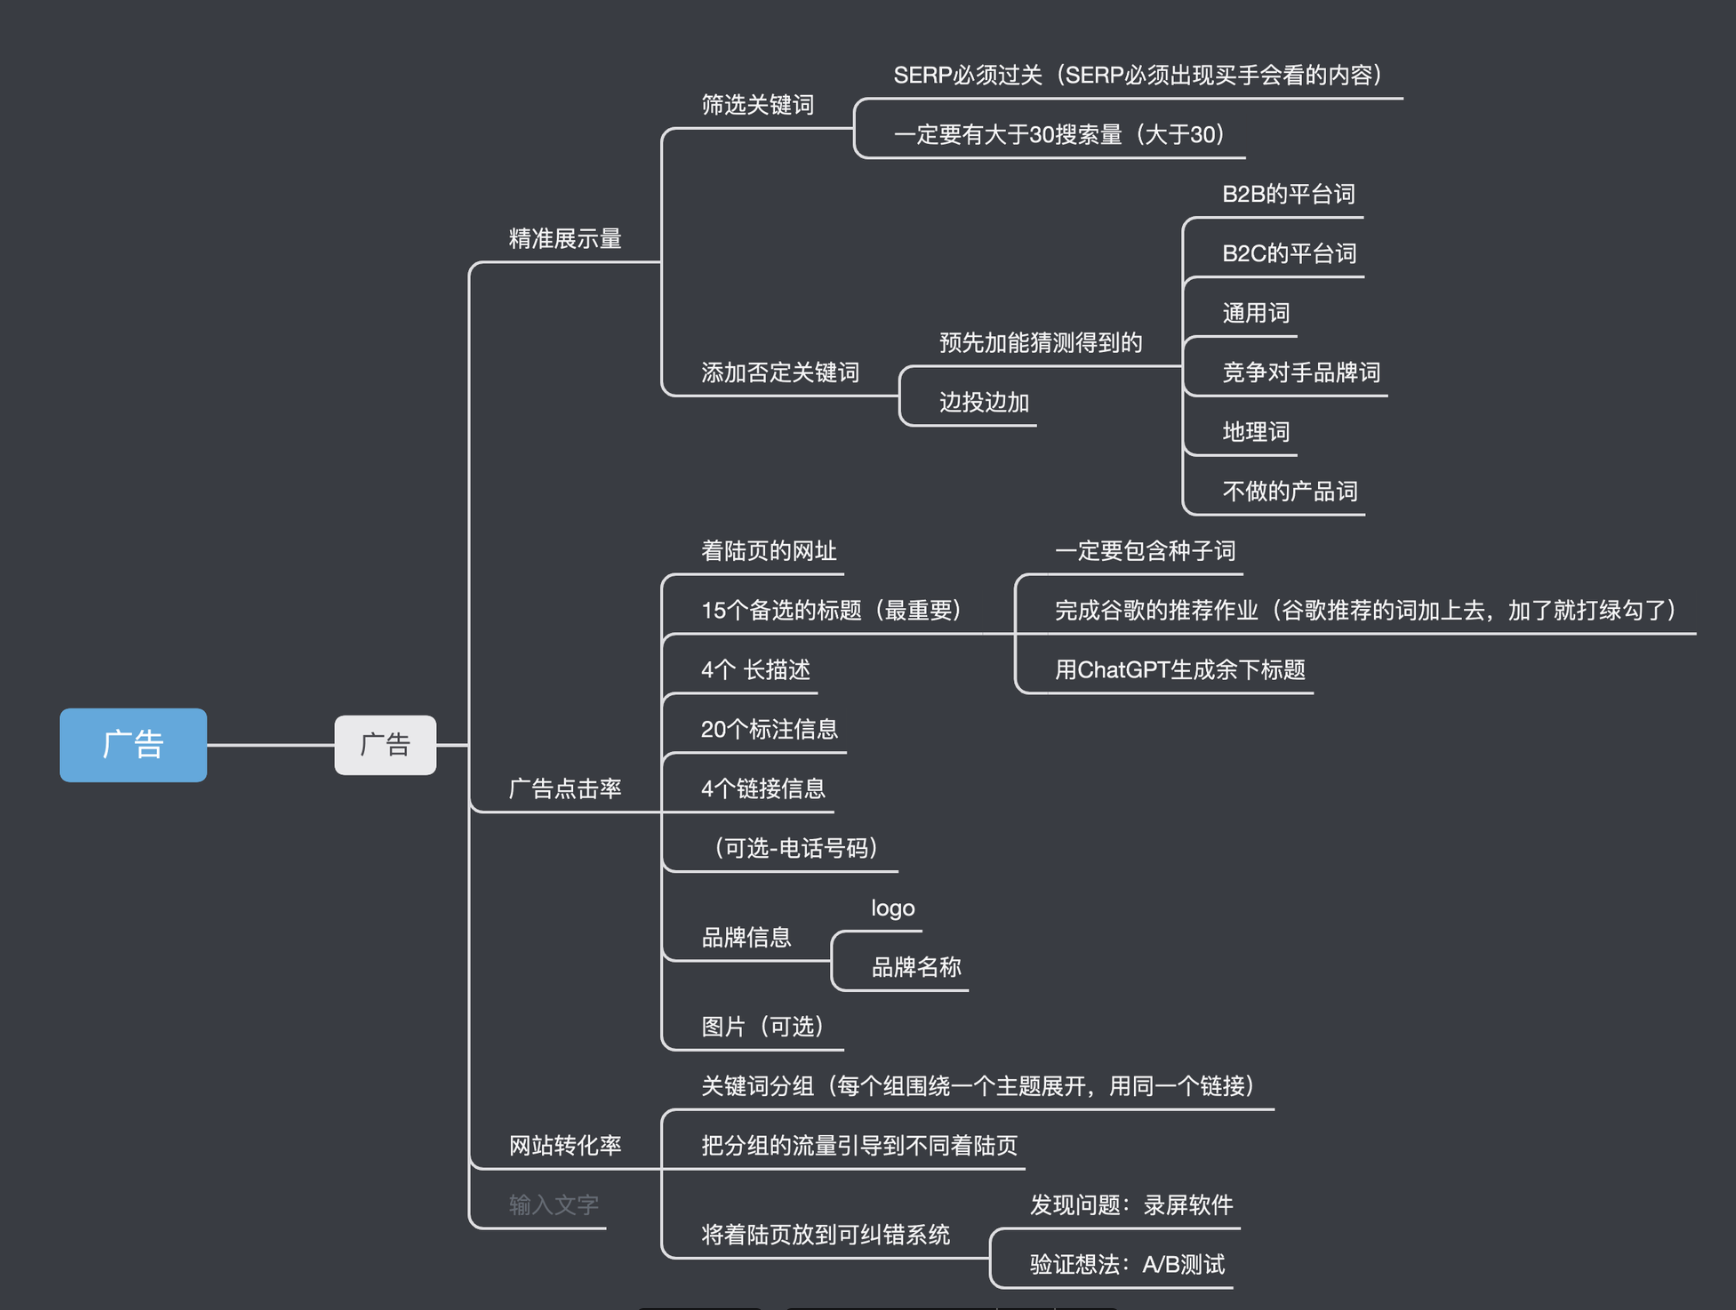 SERP必须过关（SERP必须出现买手会看的内容）
筛选关键词
一定要有大于30搜索量（大于30）
B2B的平台词
精准展示量
B2C的平台词
通用词
预先加能猜测得到的
添加否定关键词
竞争对手品牌词
边投边加
地理词
不做的产品词
着陆页的网址
一定要包含种子词
15个备选的标题（最重要）
完成谷歌的推荐作业（谷歌推荐的词加上去，加了就打绿勾了）
4个 长描述
用ChatGPT生成余下标题
20个标注信息
广告
广告
广告点击率
4个链接信息
（可选-电话号码）
logo
品牌信息
品牌名称
图片（可选）
关键词分组（每个组围绕一个主题展开，用同一个链接）
网站转化率
把分组的流量引导到不同着陆页
输入文字
发现问题：录屏软件
将着陆页放到可纠错系统
验证想法：A/B测试